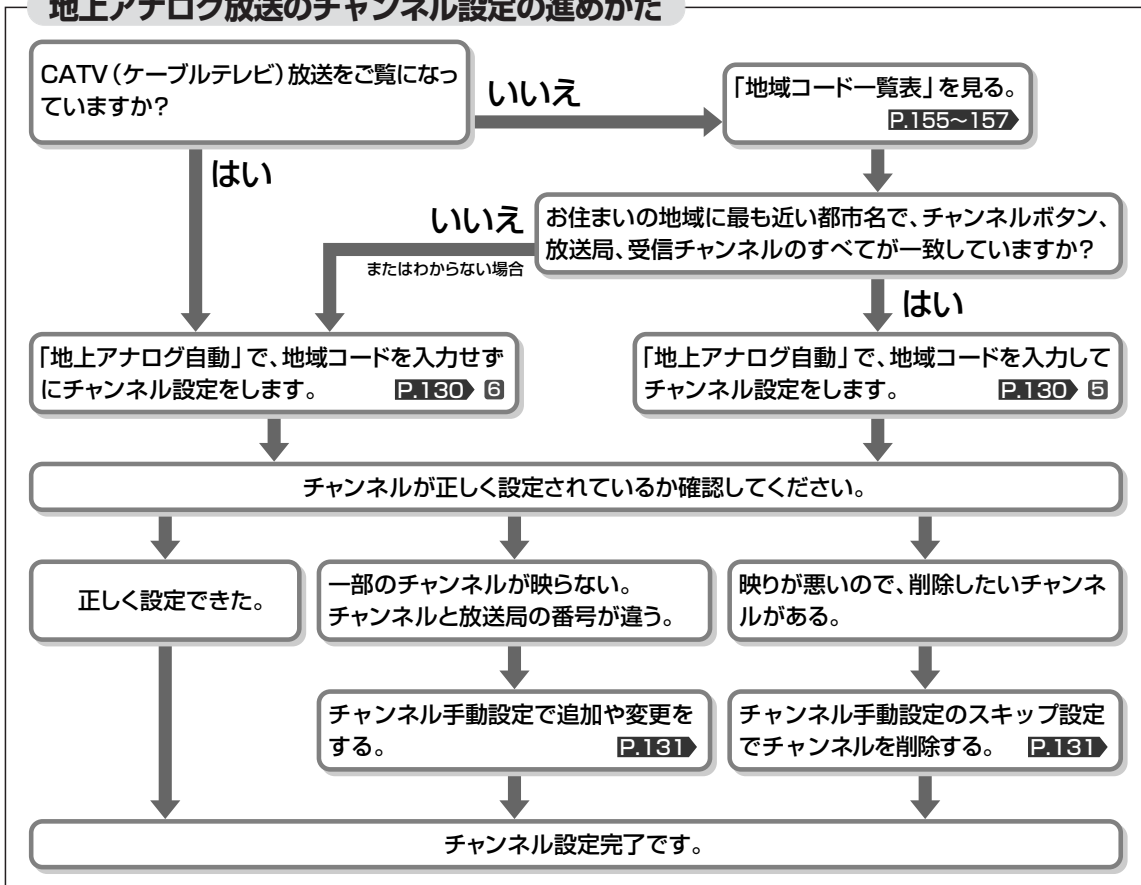 地上アナログ放送のチャンネル設定の進めかた
CATV（ケーブルテレビ）放送をご覧になっ
ていますか?
いいえ
「地域コード一覧表」を見る。
P.155～157
はい
いいえ
またはわからない場合
お住まいの地域に最も近い都市名で、チャンネルボタン、
放送局、受信チャンネルのすべてが一致していますか?
はい
「地上アナログ自動」で、地域コードを入力せず
にチャンネル設定をします。 P.130 6
「地上アナログ自動」で、地域コードを入力して
チャンネル設定をします。 P.130 5
チャンネルが正しく設定されているか確認してください。
正しく設定できた。
一部のチャンネルが映らない。
チャンネルと放送局の番号が違う。
映りが悪いので、削除したいチャンネ
ルがある。
チャンネル手動設定で追加や変更を
する。 P.131
チャンネル手動設定のスキップ設定
でチャンネルを削除する。 P.131
チャンネル設定完了です。